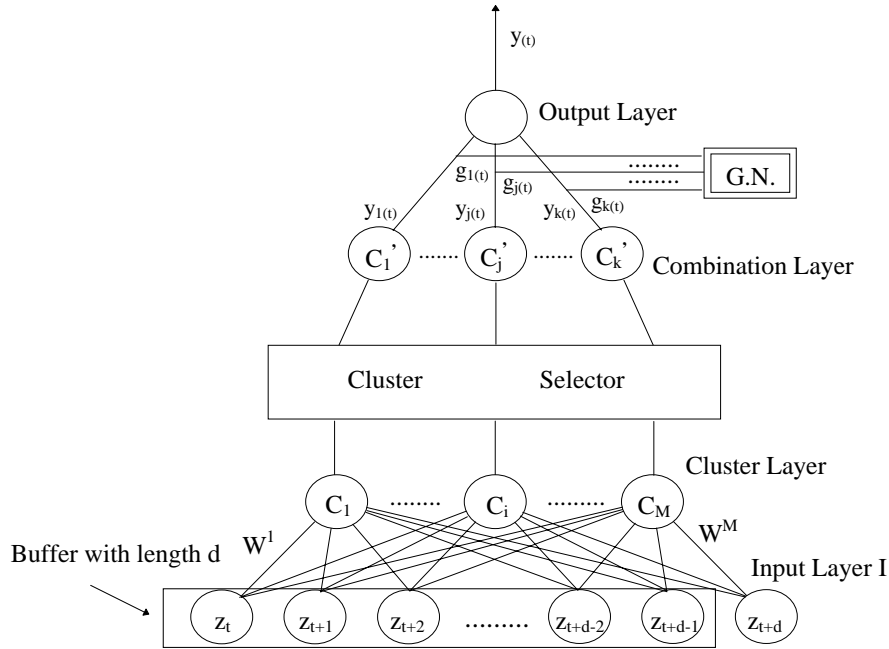 y(t)
Output Layer
........
g1(t) gj(t) ........ G.N.
y1(t) yj(t) yk(t) gk(t)
C1' ....... Cj' ....... Ck'
Combination Layer
Cluster Selector
Cluster Layer
C1 ........ Ci ......... CM
W1 WM
Buffer with length d
Input Layer I
zt zt+1 zt+2 ......... zt+d-2 zt+d-1 zt+d